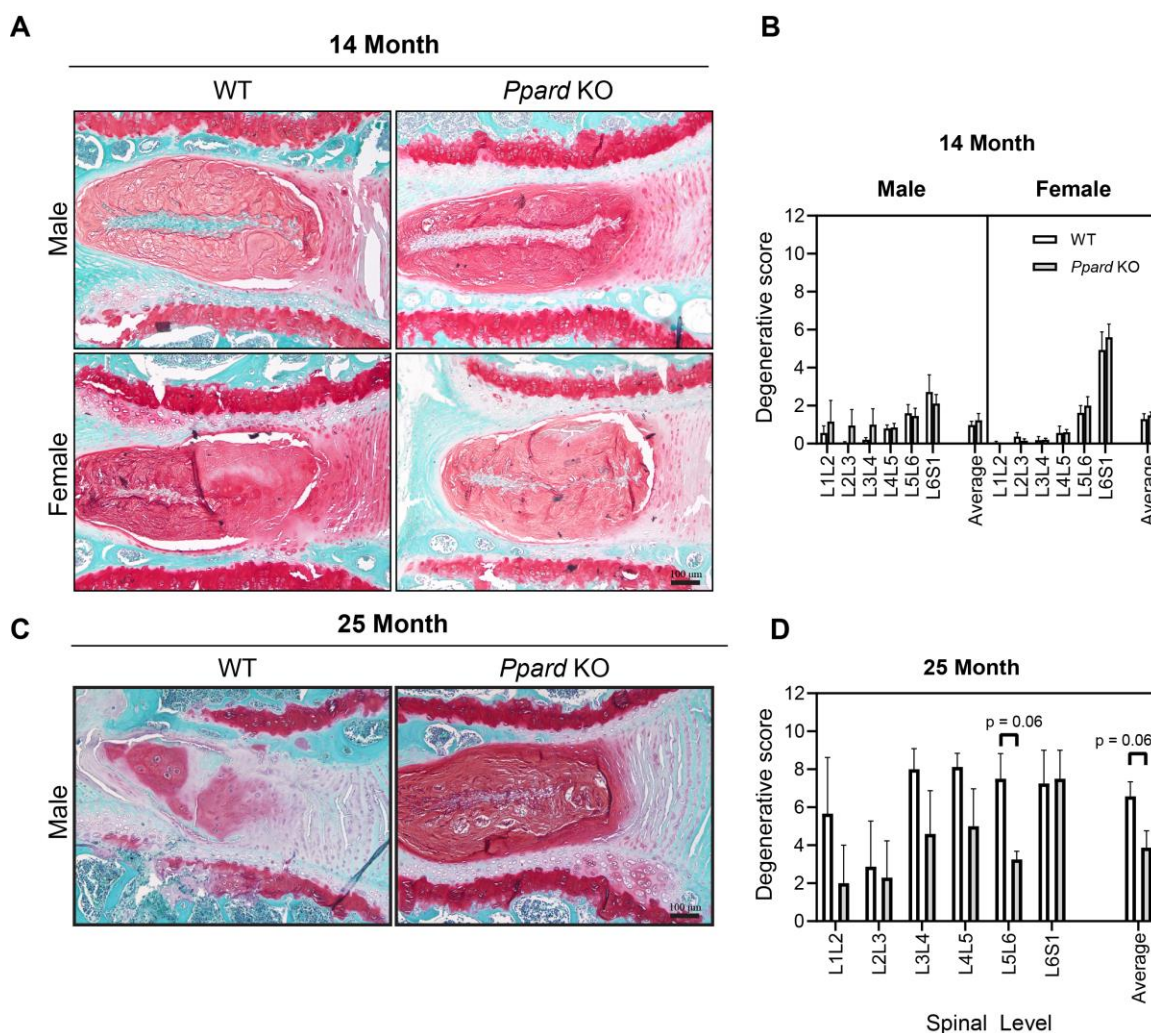 A
14 Month
WT
Ppard KO
Male
Female
100 µm
B
14 Month
Male
Female
Degenerative score
12
10
8
6
4
2
0
WT
Ppard KO
L1L2
L2L3
L3L4
L4L5
L5L6
L6S1
Average
L1L2
L2L3
L3L4
L4L5
L5L6
L6S1
Average
C
25 Month
WT
Ppard KO
Male
100 µm
D
25 Month
Degenerative score
12
10
8
6
4
2
0
p = 0.06
p = 0.06
L1L2
L2L3
L3L4
L4L5
L5L6
L6S1
Average
Spinal Level